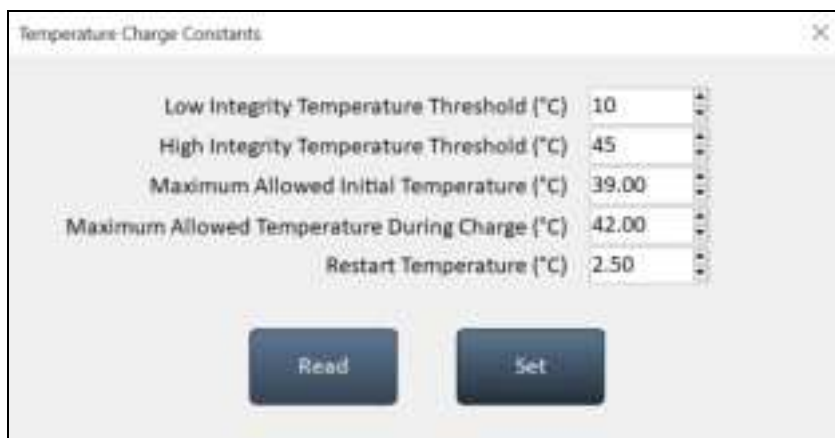 Temperature Charge Constants
Low Integrity Temperature Threshold (°C) 10
High Integrity Temperature Threshold (°C) 45
Maximum Allowed Initial Temperature (°C) 39.00
Maximum Allowed Temperature During Charge (°C) 42.00
Restart Temperature (°C) 2.50
Read Set